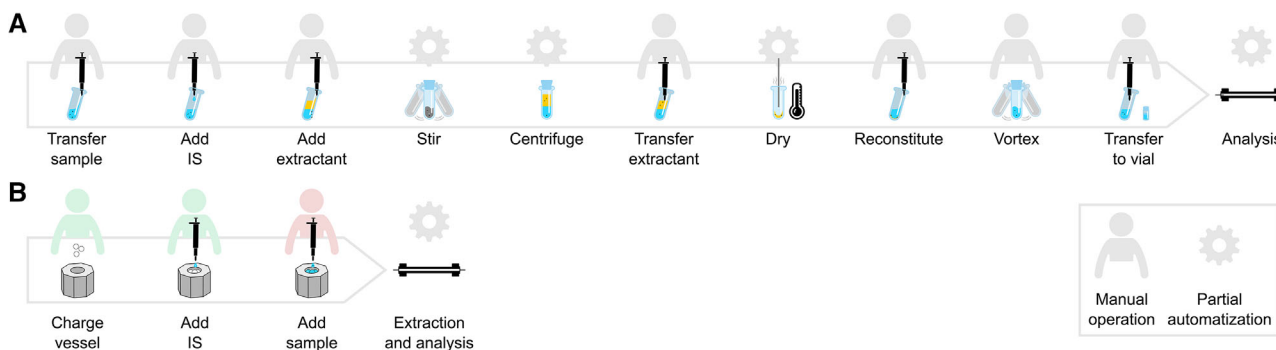 A
Transfer
sample
Add
IS
Add
extractant
Stir
Centrifuge
Transfer
extractant
Dry
Reconstitute
Vortex
Transfer
to vial
Analysis
B
Charge
vessel
Add
IS
Add
sample
Extraction
and analysis
Manual
operation
Partial
automatization